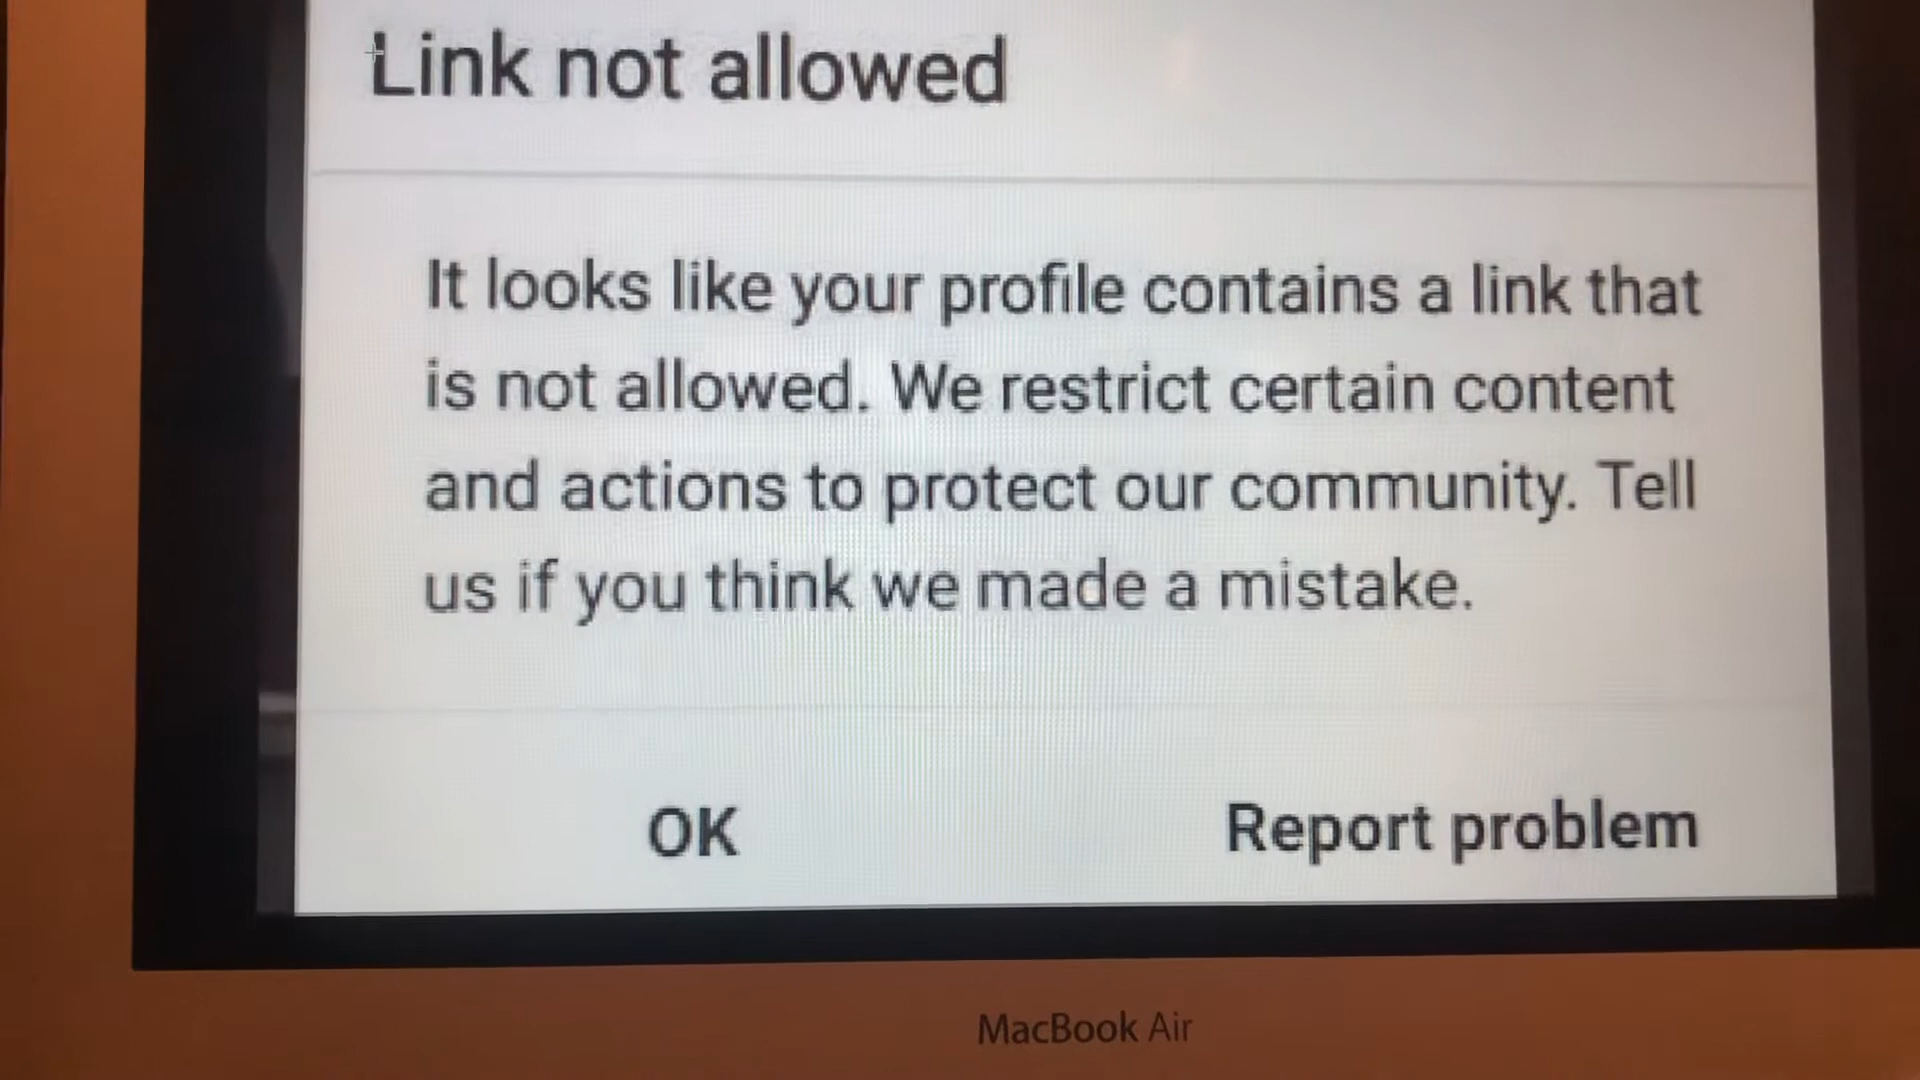 Link not allowed
It looks like your profile contains a link that
is not allowed. We restrict certain content
and actions to protect our community. Tell
us if you think we made a mistake.
OK
Report problem
MacBook Air